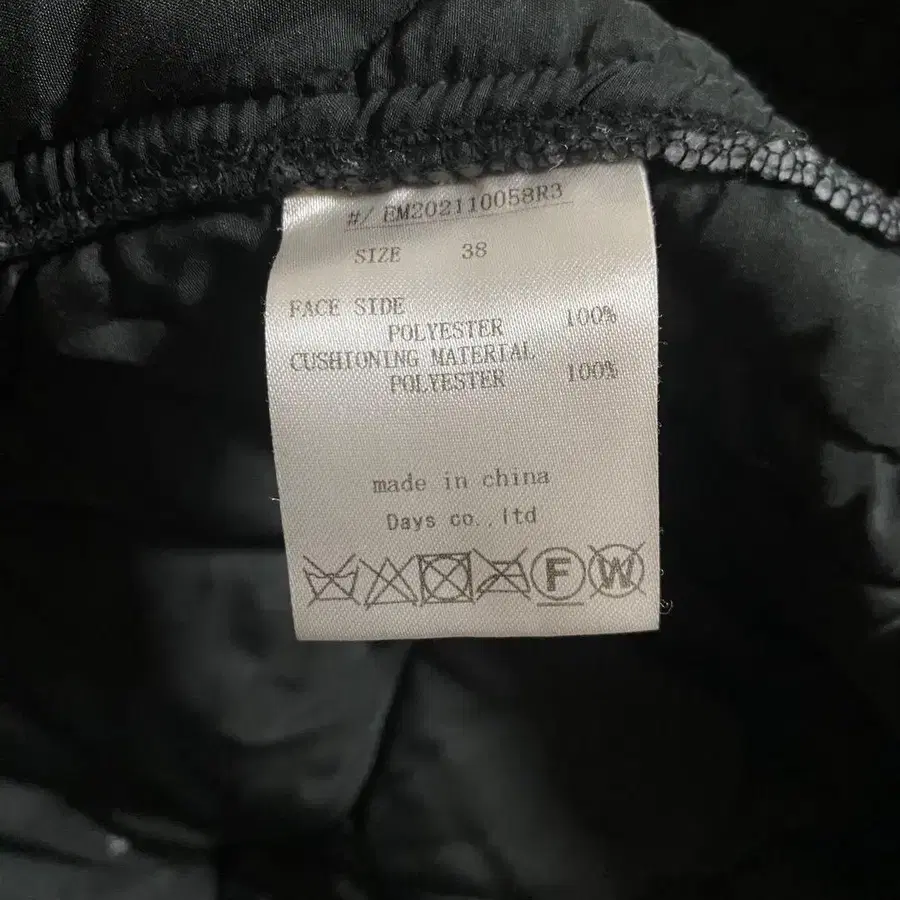 #/ EM202110058R3
SIZE 38
FACE SIDE
POLYESTER 100%
CUSHIONING MATERIAL
POLYESTER 100%
made in china
Days co.,ltd
F W